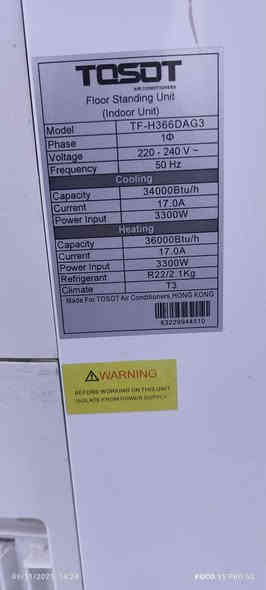 TOSOT
AIR CONDITIONERS
Floor Standing Unit
(Indoor Unit)
Model TF-H366DAG3
Phase 1Φ
Voltage 220 - 240 V ~
Frequency 50 Hz
Cooling
Capacity 34000Btu/h
Current 17.0A
Power Input 3300W
Heating
Capacity 36000Btu/h
Current 17.0A
Power Input 3300W
Refrigerant R22/2.1Kg
Climate T3
Made For TOSOT Air Conditioners, HONG KONG
⚠WARNING
BEFORE WORKING ON THIS UNIT
ISOLATE FROM POWER SUPPLY